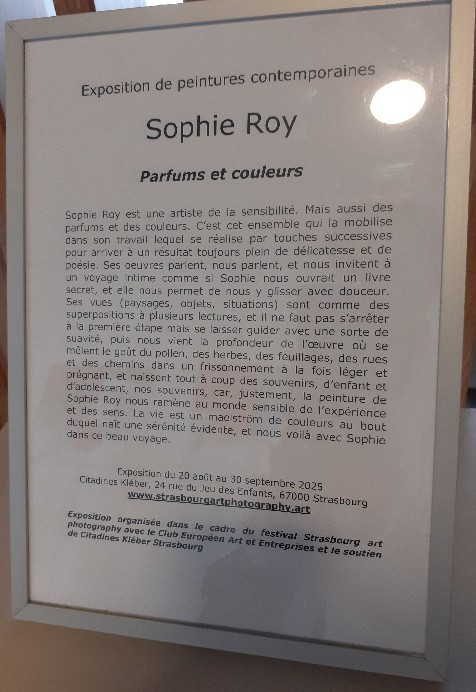 Exposition de peintures contemporaines
Sophie Roy
Parfums et couleurs
Sophie Roy est une artiste de la sensibilité. Mais aussi des
parfums et des couleurs. C'est cet ensemble qui la mobilise
dans son travail lequel se réalise par touches successives
pour arriver à un résultat toujours plein de délicatesse et de
poésie. Ses oeuvres parlent, nous parlent, et nous invitent à
un voyage intime comme si Sophie nous ouvrait un livre
secret, et elle nous permet de nous y glisser avec douceur.
Ses vues (paysages, objets, situations) sont comme des
superpositions à plusieurs lectures, et il ne faut pas s'arrêter
à la première étape mais se laisser guider avec une sorte de
suavité, puis nous vient la profondeur de l'œuvre où se
mêlent le goût du pollen, des herbes, des feuillages, des rues
et des chemins dans un frissonnement à la fois léger et
prégnant, et naissent tout à coup des souvenirs, d'enfant et
d'adolescent, nos souvenirs, car, justement, la peinture de
Sophie Roy nous ramène au monde sensible de l'expérience
et des sens. La vie est un maelström de couleurs au bout
duquel naît une sérénité évidente, et nous voilà avec Sophie
dans ce beau voyage.
Exposition du 20 août au 30 septembre 2025
Citadines Kléber, 24 rue du Jeu des Enfants, 67000 Strasbourg
www.strasbourgartphotography.art
Exposition organisée dans le cadre du festival Strasbourg art
photography avec le Club Européen Art et Entreprises et le soutien
de Citadines Kléber Strasbourg